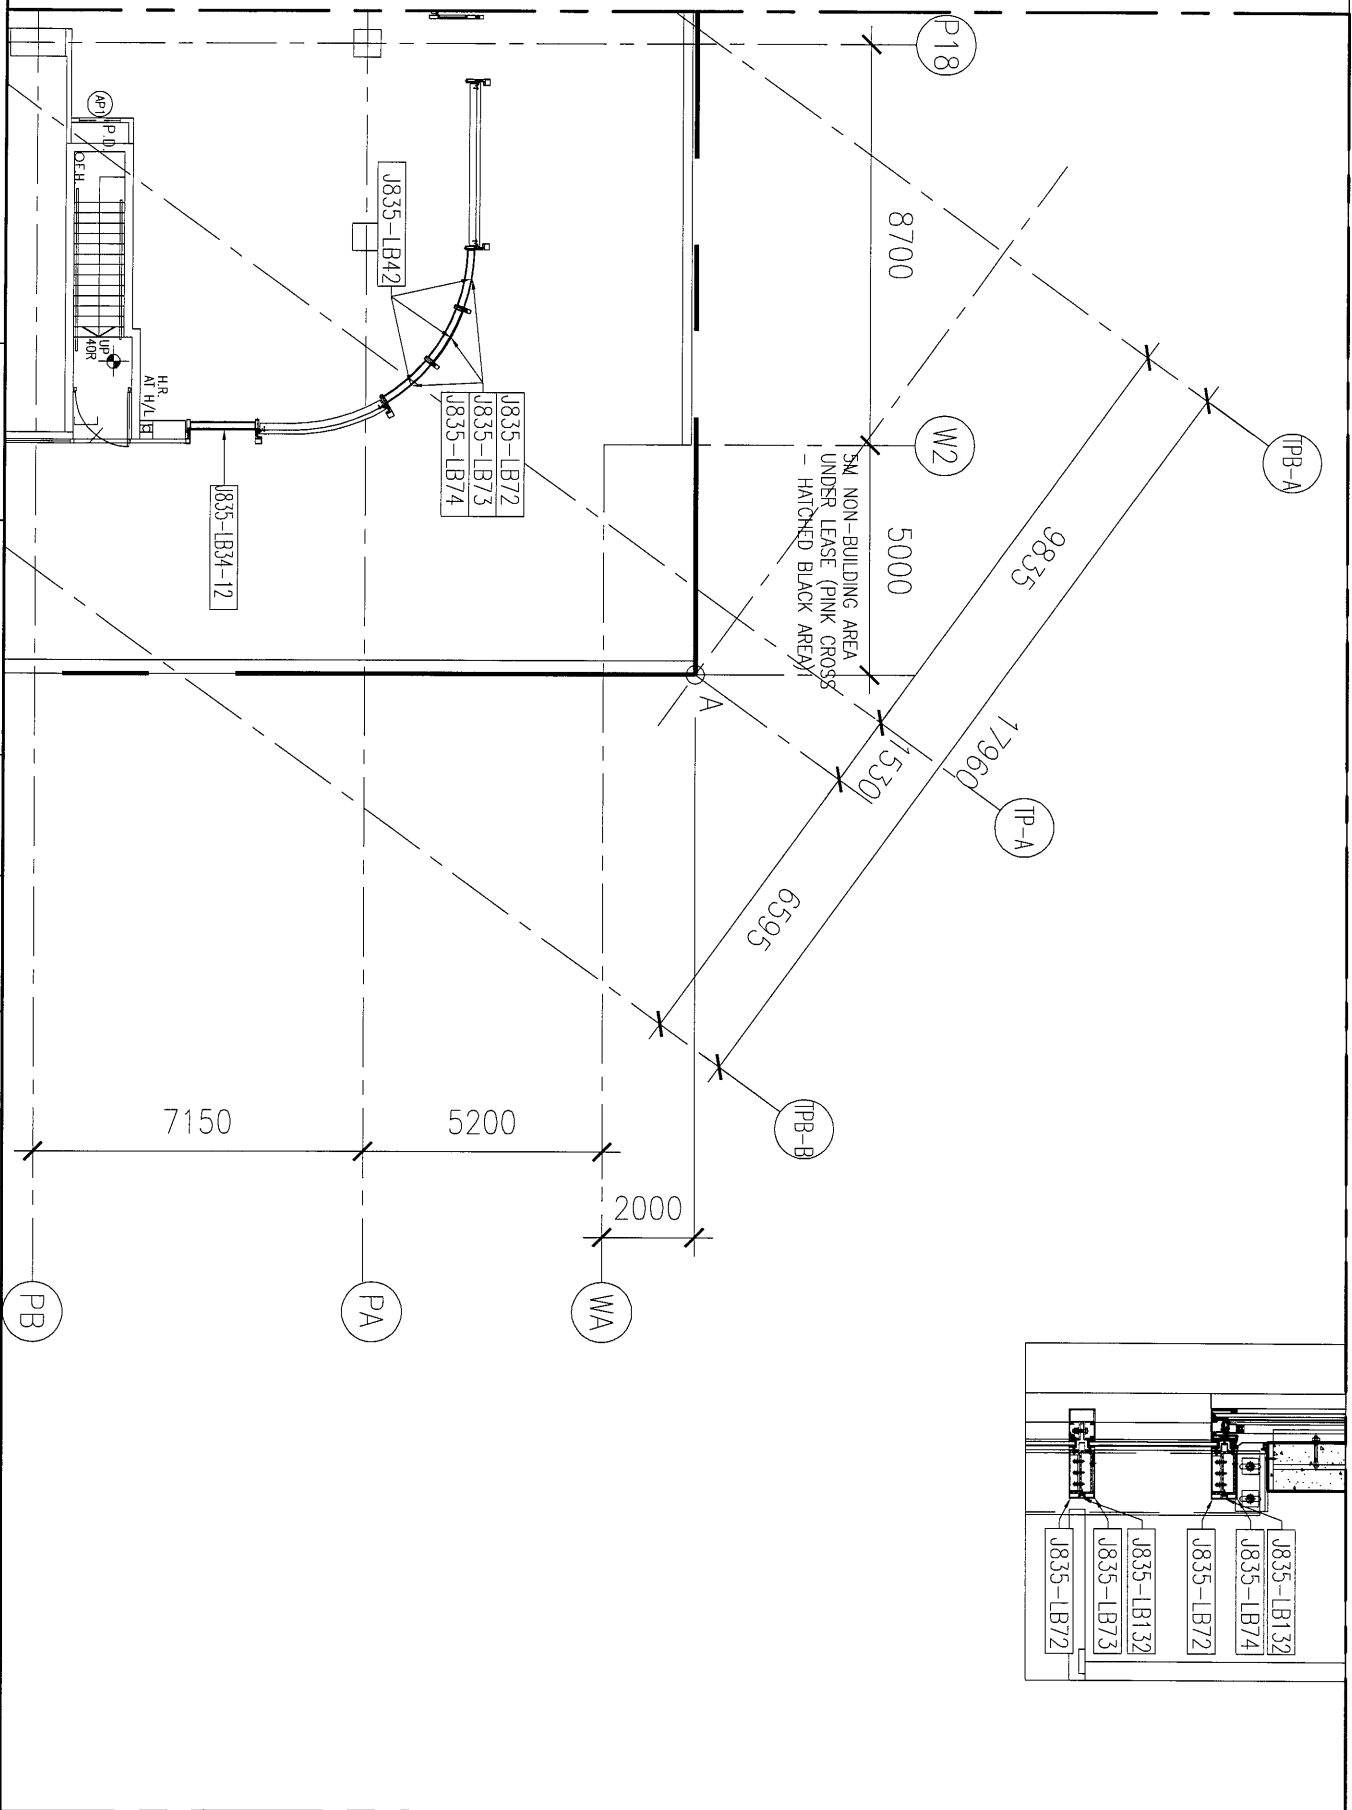 P18
8700
W2
5000
5M NON-BUILDING AREA
UNDER LEASE (PINK CROSS
- HATCHED BLACK AREA)
TPB-A
9835
17960
1530
TP-A
6595
TPB-B
A
AP1
P.D.
F.H.
UP
40R
H.R.
AT H/L
J835-LB42
J835-LB72
J835-LB73
J835-LB74
J835-LB34-12
7150
5200
2000
PB
PA
WA
J835-LB132
J835-LB74
J835-LB72
J835-LB132
J835-LB73
J835-LB72